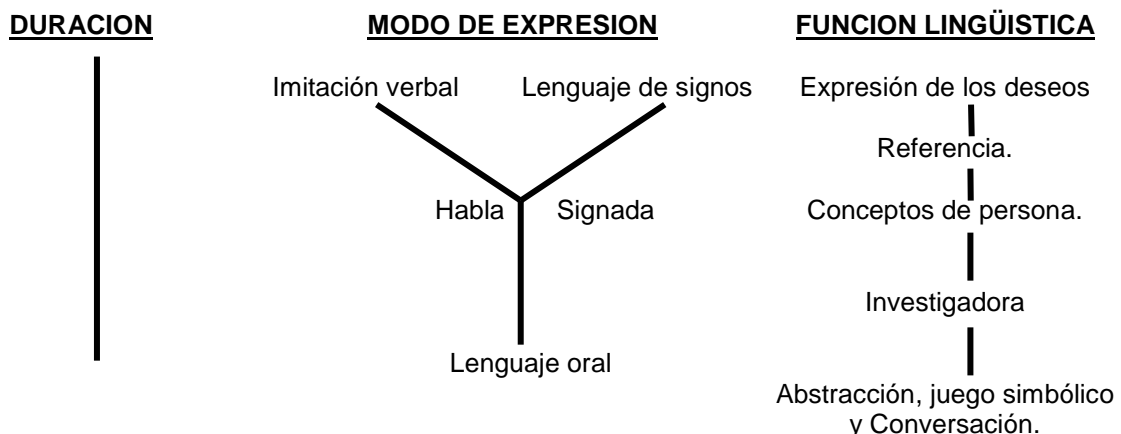 DURACION
MODO DE EXPRESION
FUNCION LINGÜISTICA
Imitación verbal
Lenguaje de signos
Expresión de los deseos
Referencia.
Habla
Signada
Conceptos de persona.
Investigadora
Lenguaje oral
Abstracción, juego simbólico
y Conversación.